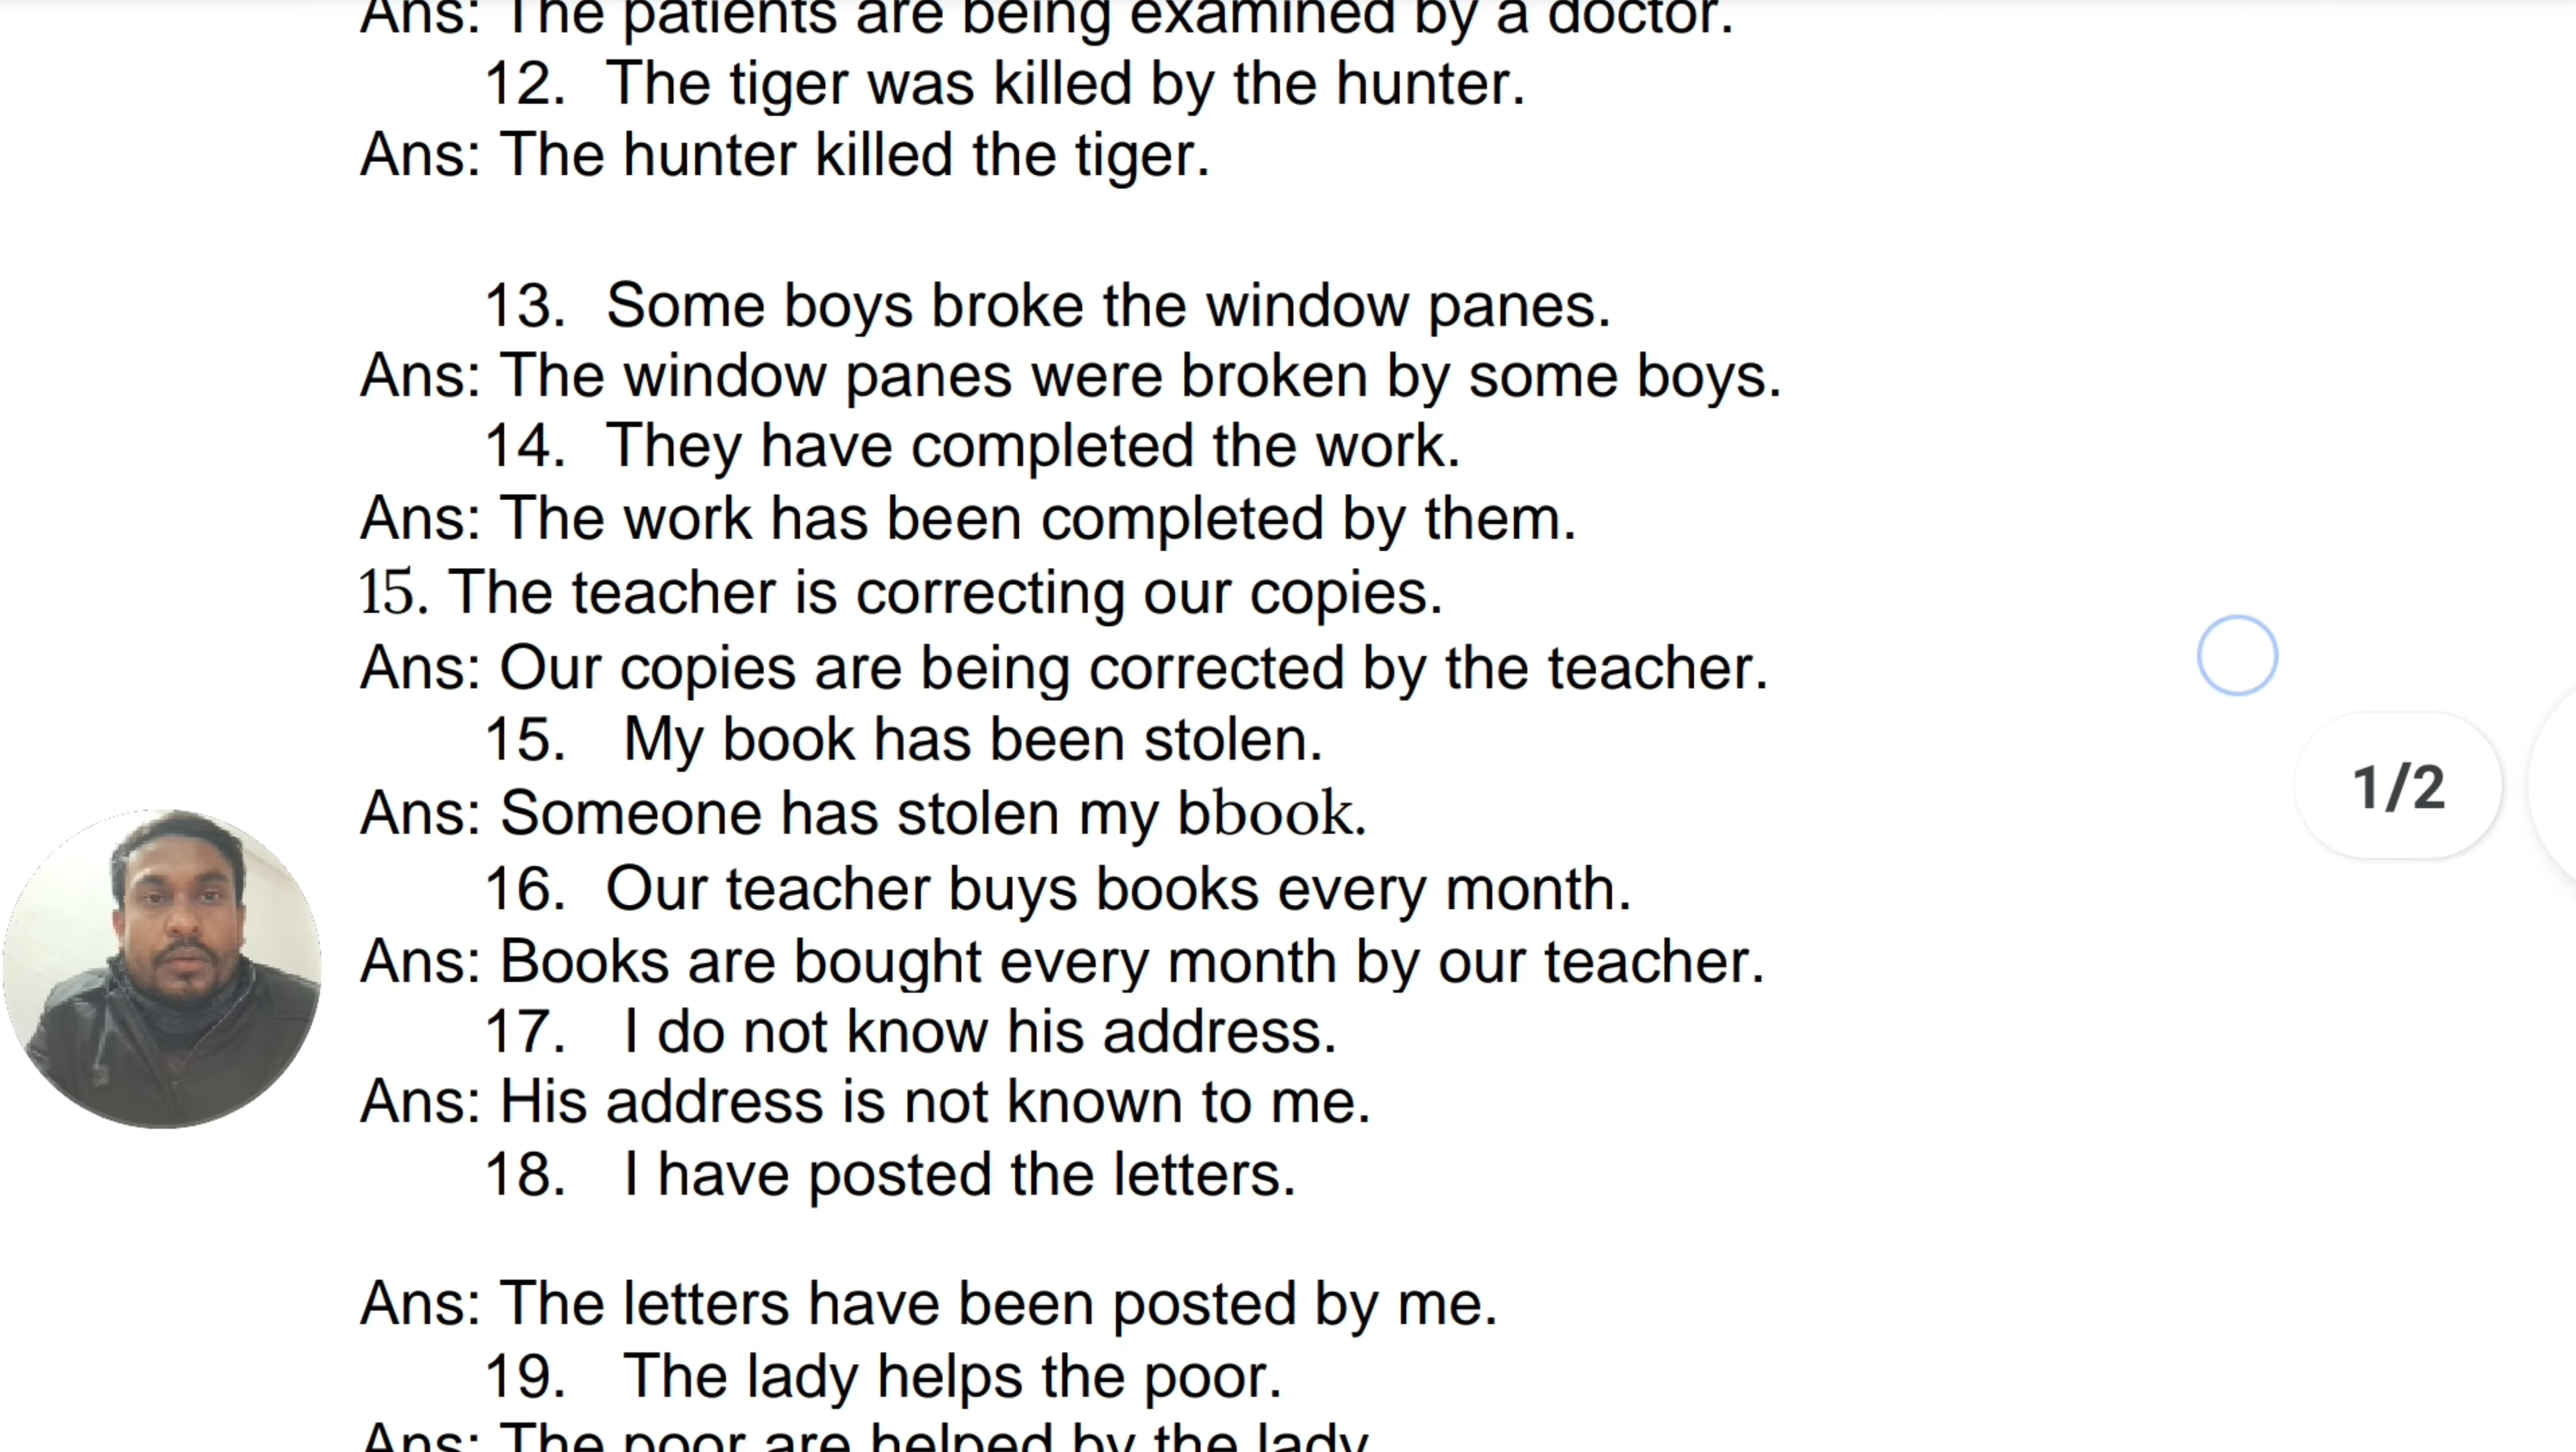 Ans: The patients are being examined by a doctor.
12. The tiger was killed by the hunter.
Ans: The hunter killed the tiger.
13. Some boys broke the window panes.
Ans: The window panes were broken by some boys.
14. They have completed the work.
Ans: The work has been completed by them.
15. The teacher is correcting our copies.
Ans: Our copies are being corrected by the teacher.
15. My book has been stolen.
Ans: Someone has stolen my bbook.
1/2
16. Our teacher buys books every month.
Ans: Books are bought every month by our teacher.
17. I do not know his address.
Ans: His address is not known to me.
18. I have posted the letters.
Ans: The letters have been posted by me.
19. The lady helps the poor.
Ans: The poor are helped by the lady